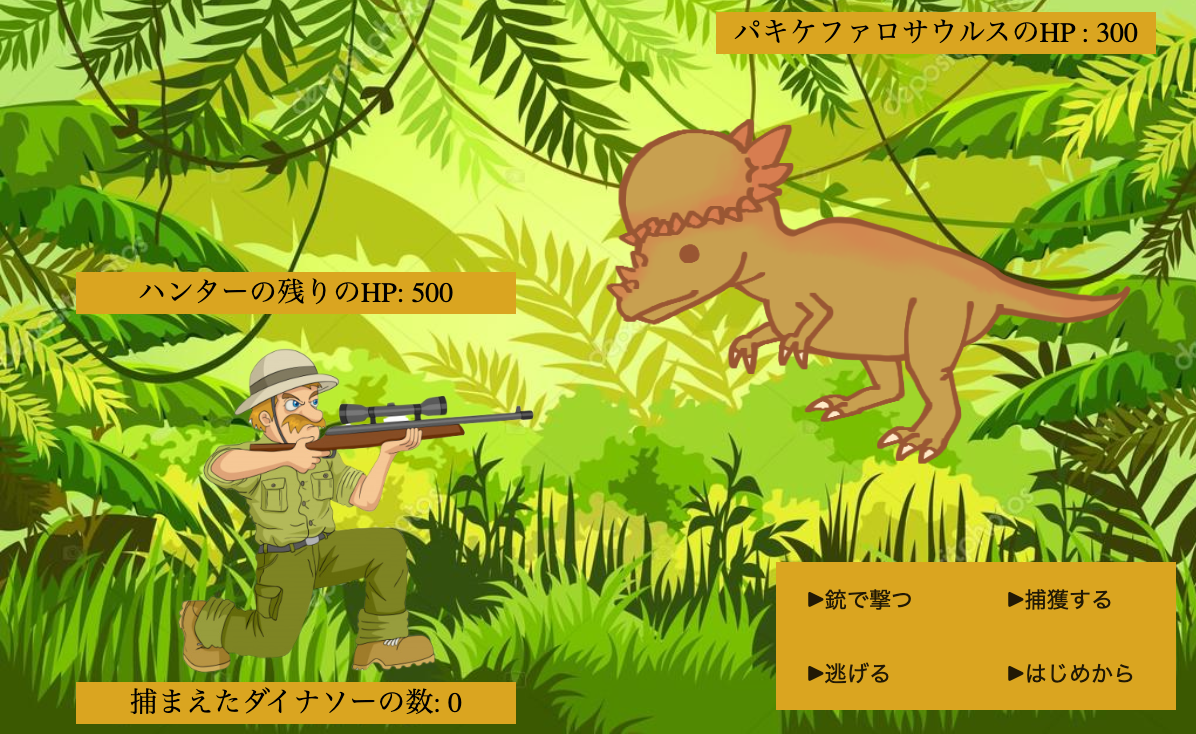 パキケファロサウルスのHP : 300
ハンターの残りのHP: 500
▶銃で撃つ
▶捕獲する
▶逃げる
▶はじめから
捕まえたダイナソーの数: 0